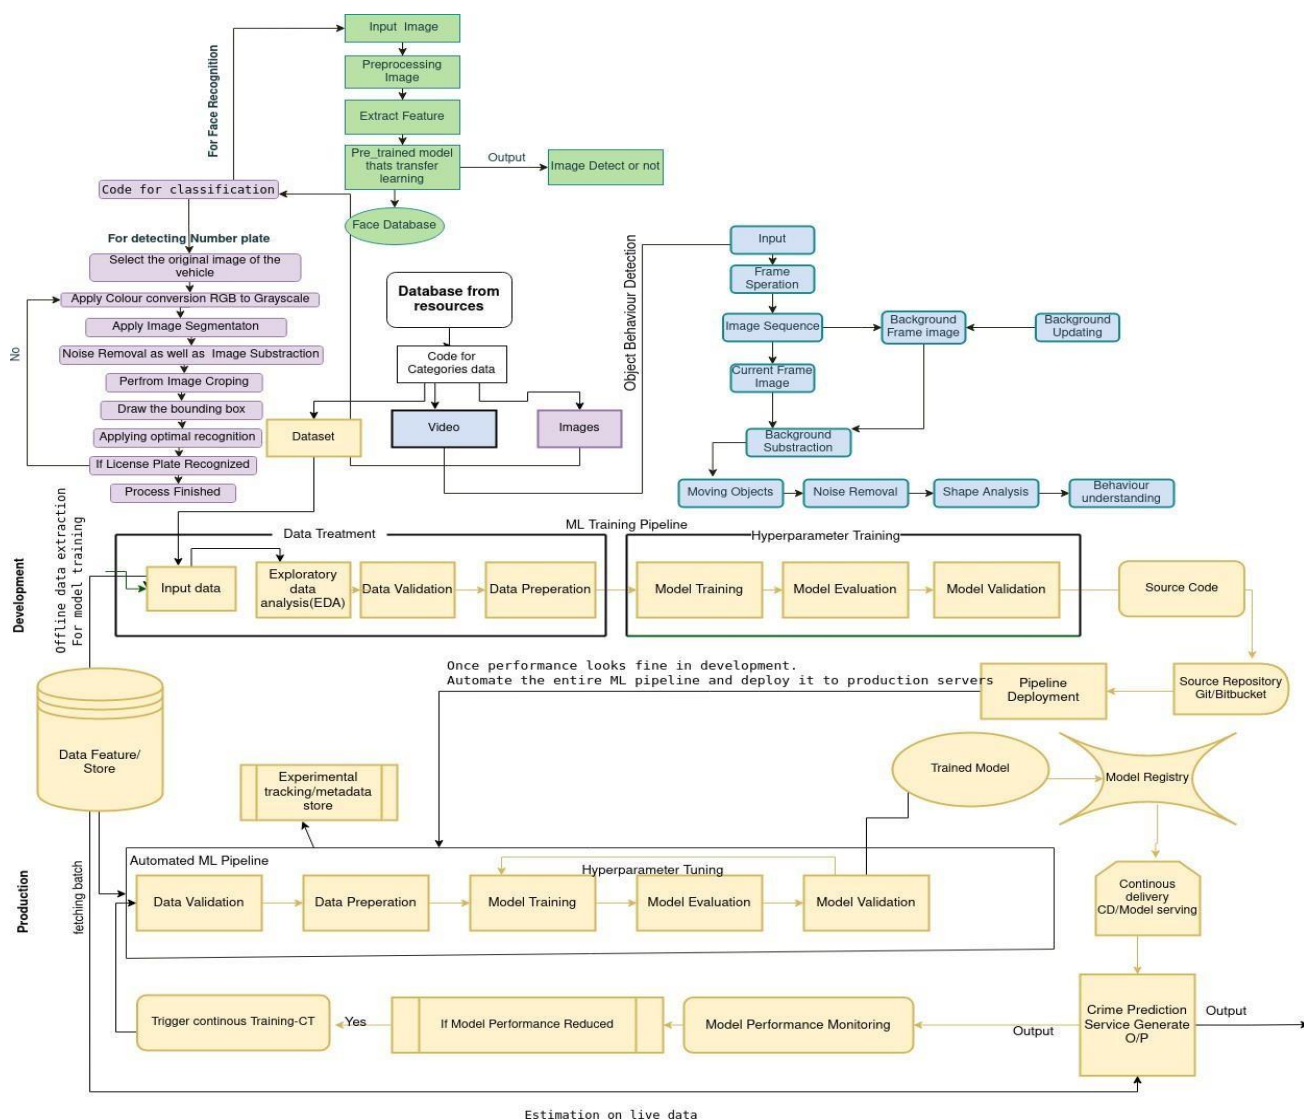 Input Image
Preprocessing
Image
Extract Feature
Pre_trained model
thats transfer
learning
Output
Image Detect or not
Face Database
For Face Recognition
Code for classification
For detecting Number plate
Select the original image of the
vehicle
Apply Colour conversion RGB to Grayscale
Apply Image Segmentaton
Noise Removal as well as Image Substraction
Perfrom Image Croping
Draw the bounding box
Applying optimal recognition
If License Plate Recognized
Process Finished
No
Database from
resources
Code for
Categories data
Dataset
Video
Images
Object Behaviour Detection
Input
Frame
Speration
Image Sequence
Background
Frame image
Background
Updating
Current Frame
Image
Background
Substraction
Moving Objects
Noise Removal
Shape Analysis
Behaviour
understanding
ML Training Pipeline
Data Treatment
Hyperparameter Training
Development
Offline data extraction
For model training
Input data
Exploratory
data
analysis(EDA)
Data Validation
Data Preperation
Model Training
Model Evaluation
Model Validation
Source Code
Once performance looks fine in development.
Automate the entire ML pipeline and deploy it to production servers
Pipeline
Deployment
Source Repository
Git/Bitbucket
Data Feature/
Store
Experimental
tracking/metadata
store
Trained Model
Model Registry
Production
fetching batch
Automated ML Pipeline
Hyperparameter Tuning
Data Validation
Data Preperation
Model Training
Model Evaluation
Model Validation
Continous
delivery
CD/Model serving
Trigger continous Training-CT
Yes
If Model Performance Reduced
Model Performance Monitoring
Output
Crime Prediction
Service Generate
O/P
Output
Estimation on live data